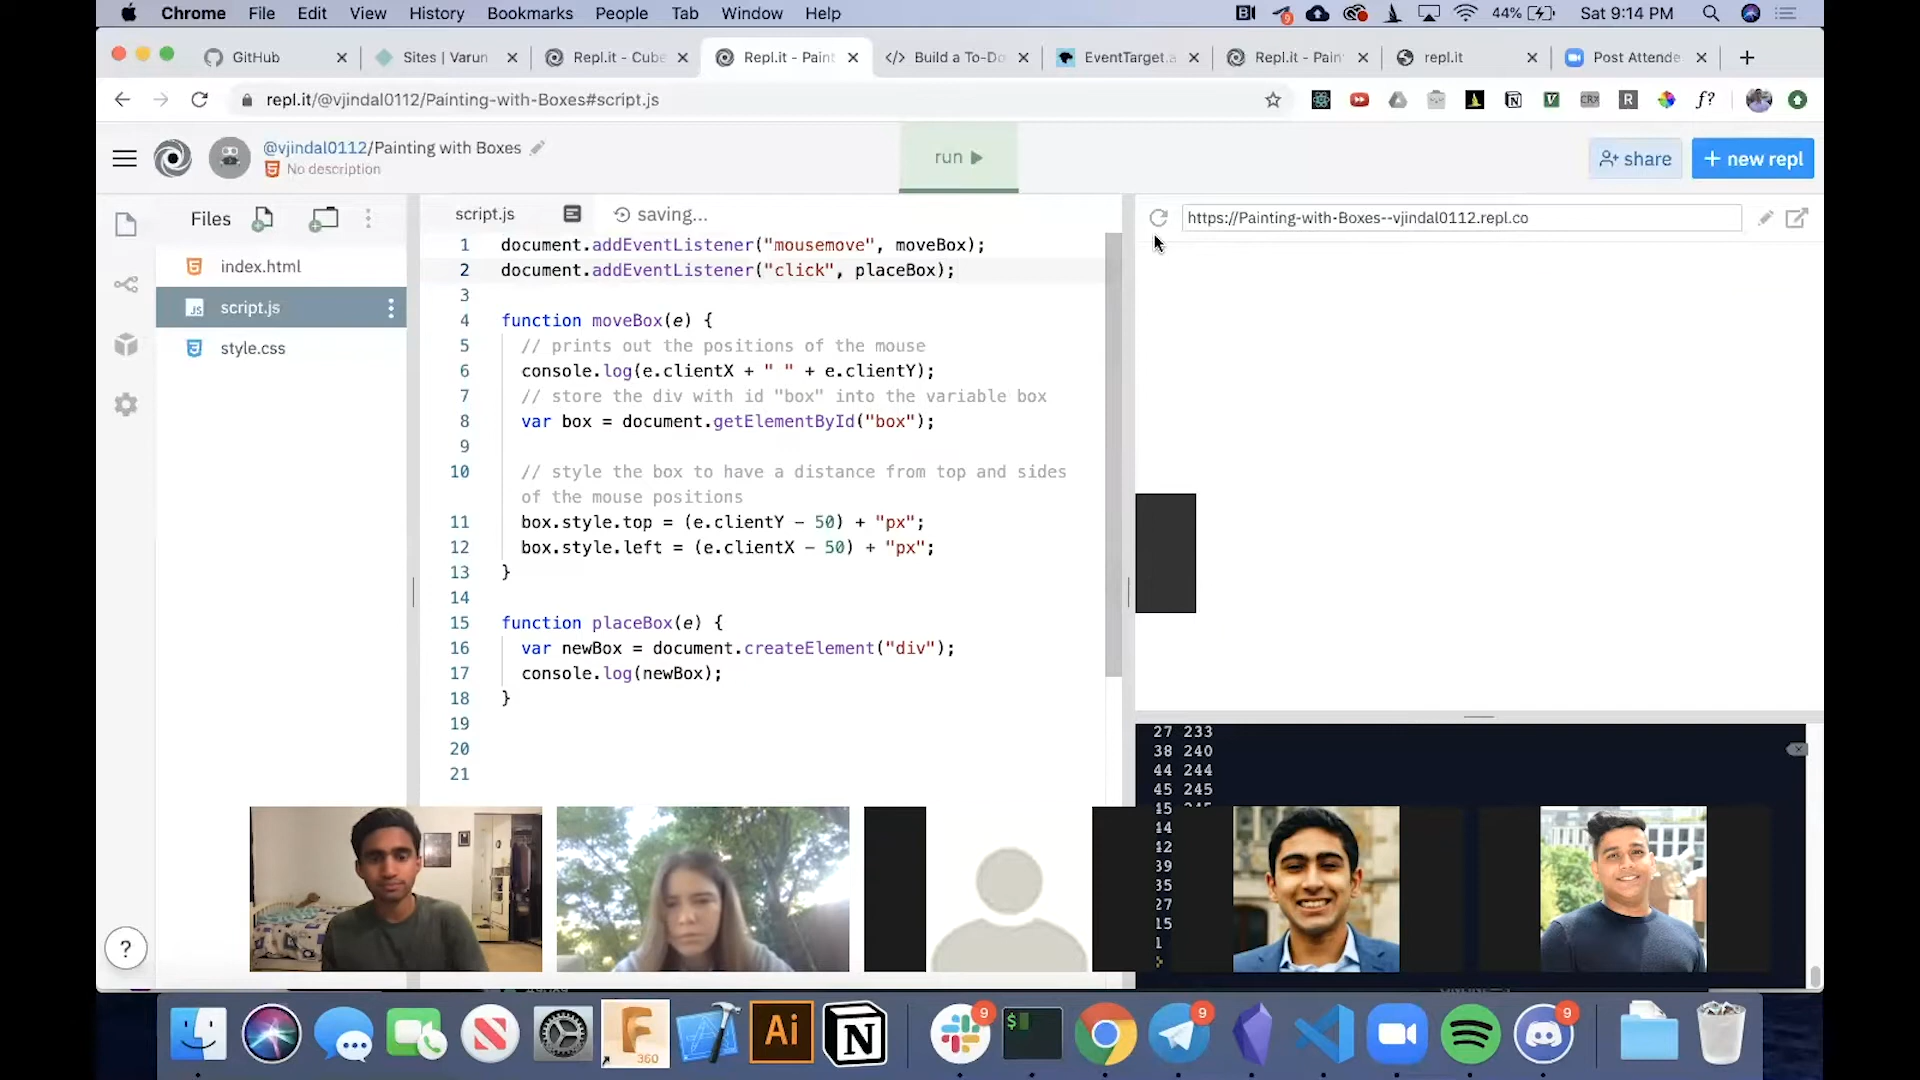 Chrome File Edit View History Bookmarks People Tab Window Help 44% Sat 9:14 PM
GitHub Sites | Varun Repl.it - Cube Repl.it - Paint Build a To-Do EventTarget.a Repl.it - Pain repl.it Post Attende
repl.it/@vjindal0112/Painting-with-Boxes#script.js
@vjindal0112/Painting with Boxes
No description
run
share
+ new repl
Files
index.html
script.js
style.css
script.js saving...
https://Painting-with-Boxes--vjindal0112.repl.co
1 document.addEventListener("mousemove", moveBox);
2 document.addEventListener("click", placeBox);
3
4 function moveBox(e) {
5 // prints out the positions of the mouse
6 console.log(e.clientX + " " + e.clientY);
7 // store the div with id "box" into the variable box
8 var box = document.getElementById("box");
9
10 // style the box to have a distance from top and sides
of the mouse positions
11 box.style.top = (e.clientY - 50) + "px";
12 box.style.left = (e.clientX - 50) + "px";
13 }
14
15 function placeBox(e) {
16 var newBox = document.createElement("div");
17 console.log(newBox);
18 }
19
20
21
27 233
38 240
44 244
45 245
45 245
44
42
39
35
27
15
1
>
?
360
Ai
N
$
9
9
9